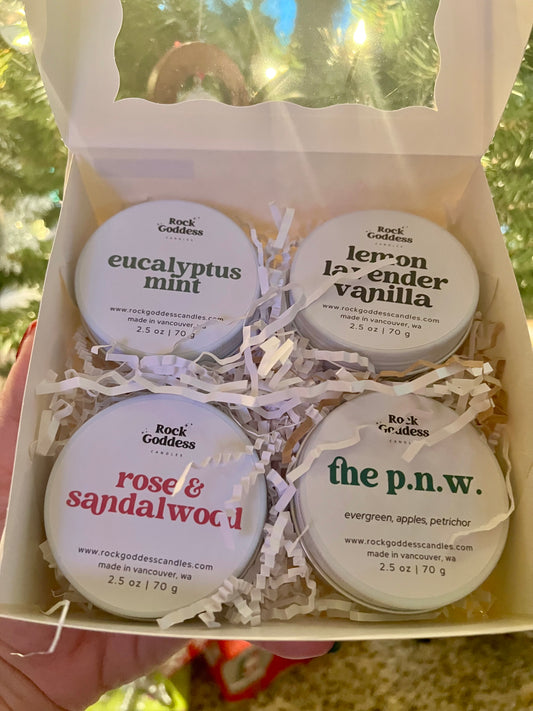 Rock
Goddess
CANDLES
eucalyptus
mint
www.rockgoddesscandles.com
made in vancouver, wa
2.5 oz | 70 g
Rock
Goddess
CANDLES
lemon
lavender
vanilla
www.rockgoddesscandles.com
made in vancouver, wa
2.5 oz | 70 g
Rock
Goddess
CANDLES
rose &
sandalwood
www.rockgoddesscandles.com
made in vancouver, wa
2.5 oz | 70 g
Rock
Goddess
CANDLES
the p.n.w.
evergreen, apples, petrichor
www.rockgoddesscandles.com
made in vancouver, wa
2.5 oz | 70 g